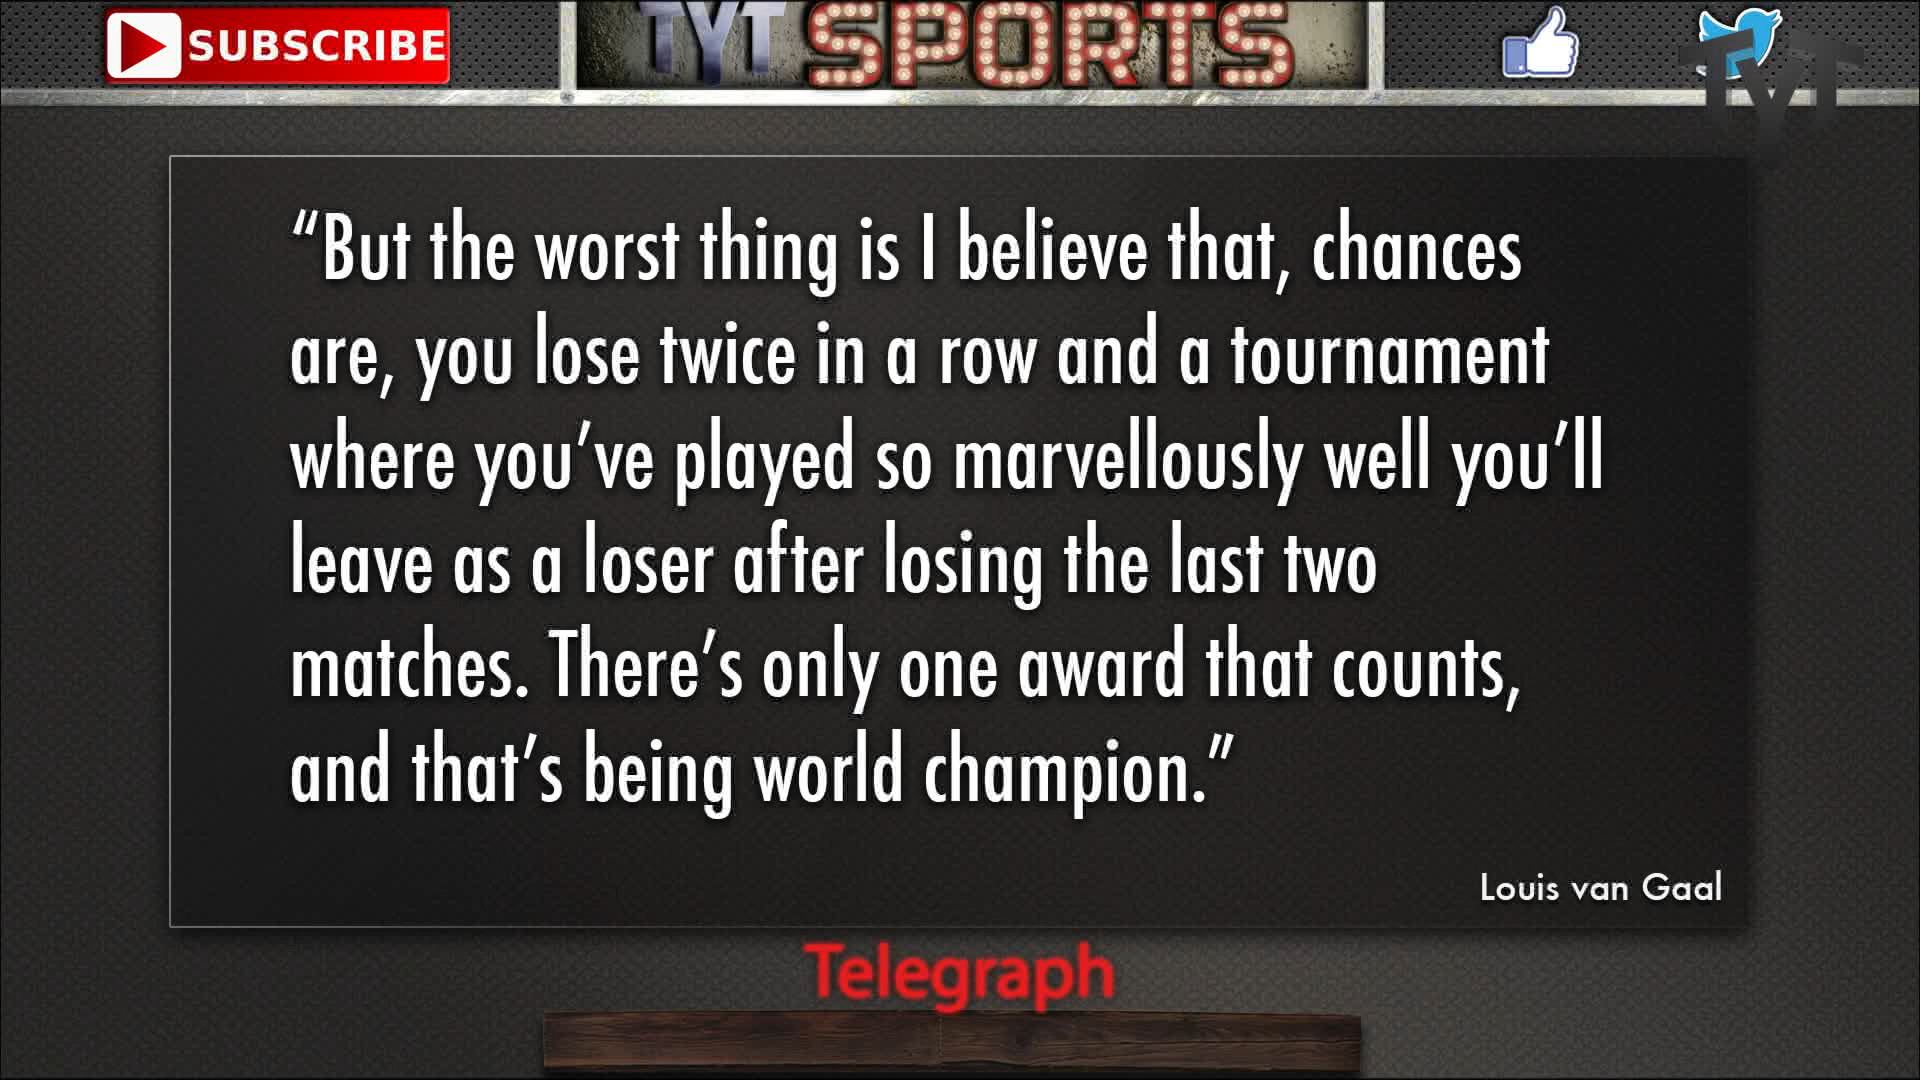 SUBSCRIBE
TYT SPORTS
TYT
“But the worst thing is I believe that, chances
are, you lose twice in a row and a tournament
where you’ve played so marvellously well you’ll
leave as a loser after losing the last two
matches. There’s only one award that counts,
and that’s being world champion.”
Louis van Gaal
Telegraph